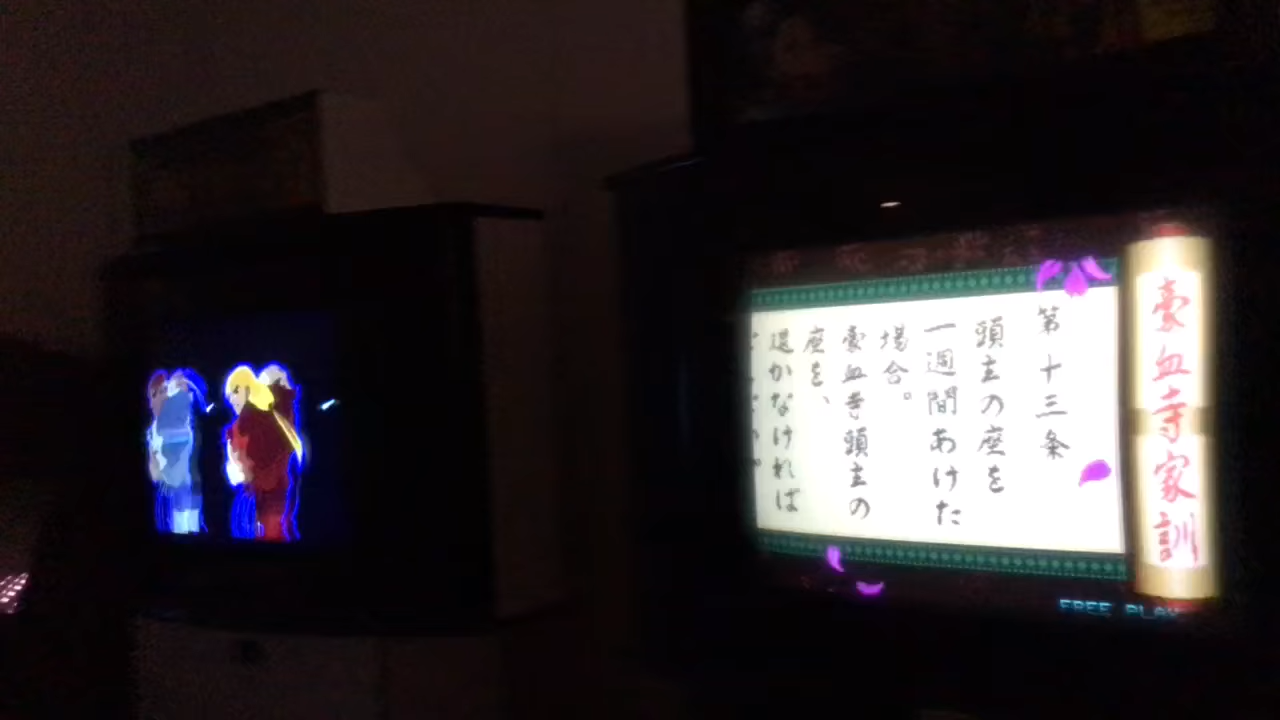 豪血寺家訓
第十三条
頭主の座を
一週間あけた
場合。
豪血寺頭主の
座を、
退かなければ
FREE PLAY